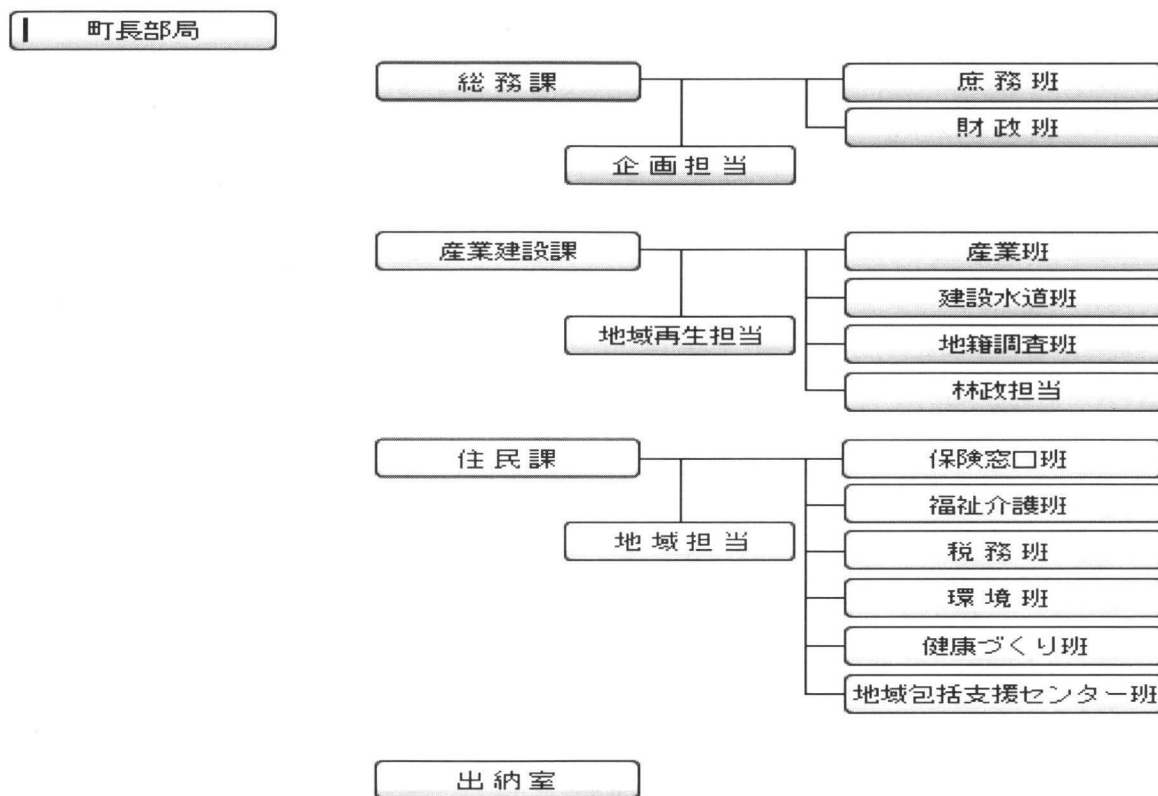 町長部局
総務課
庶務班
財政班
企画担当
産業建設課
産業班
建設水道班
地域再生担当
地籍調査班
林政担当
住民課
保険窓口班
福祉介護班
地域担当
税務班
環境班
健康づくり班
地域包括支援センター班
出納室